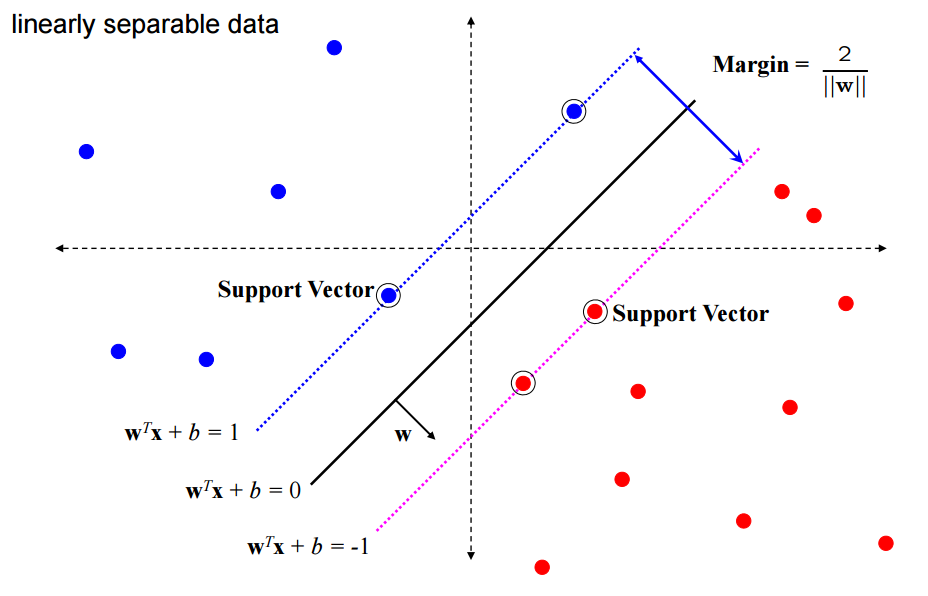 linearly separable data
Margin = 2
||w||
Support Vector
Support Vector
wᵀx + b = 1
w
wᵀx + b = 0
wᵀx + b = -1